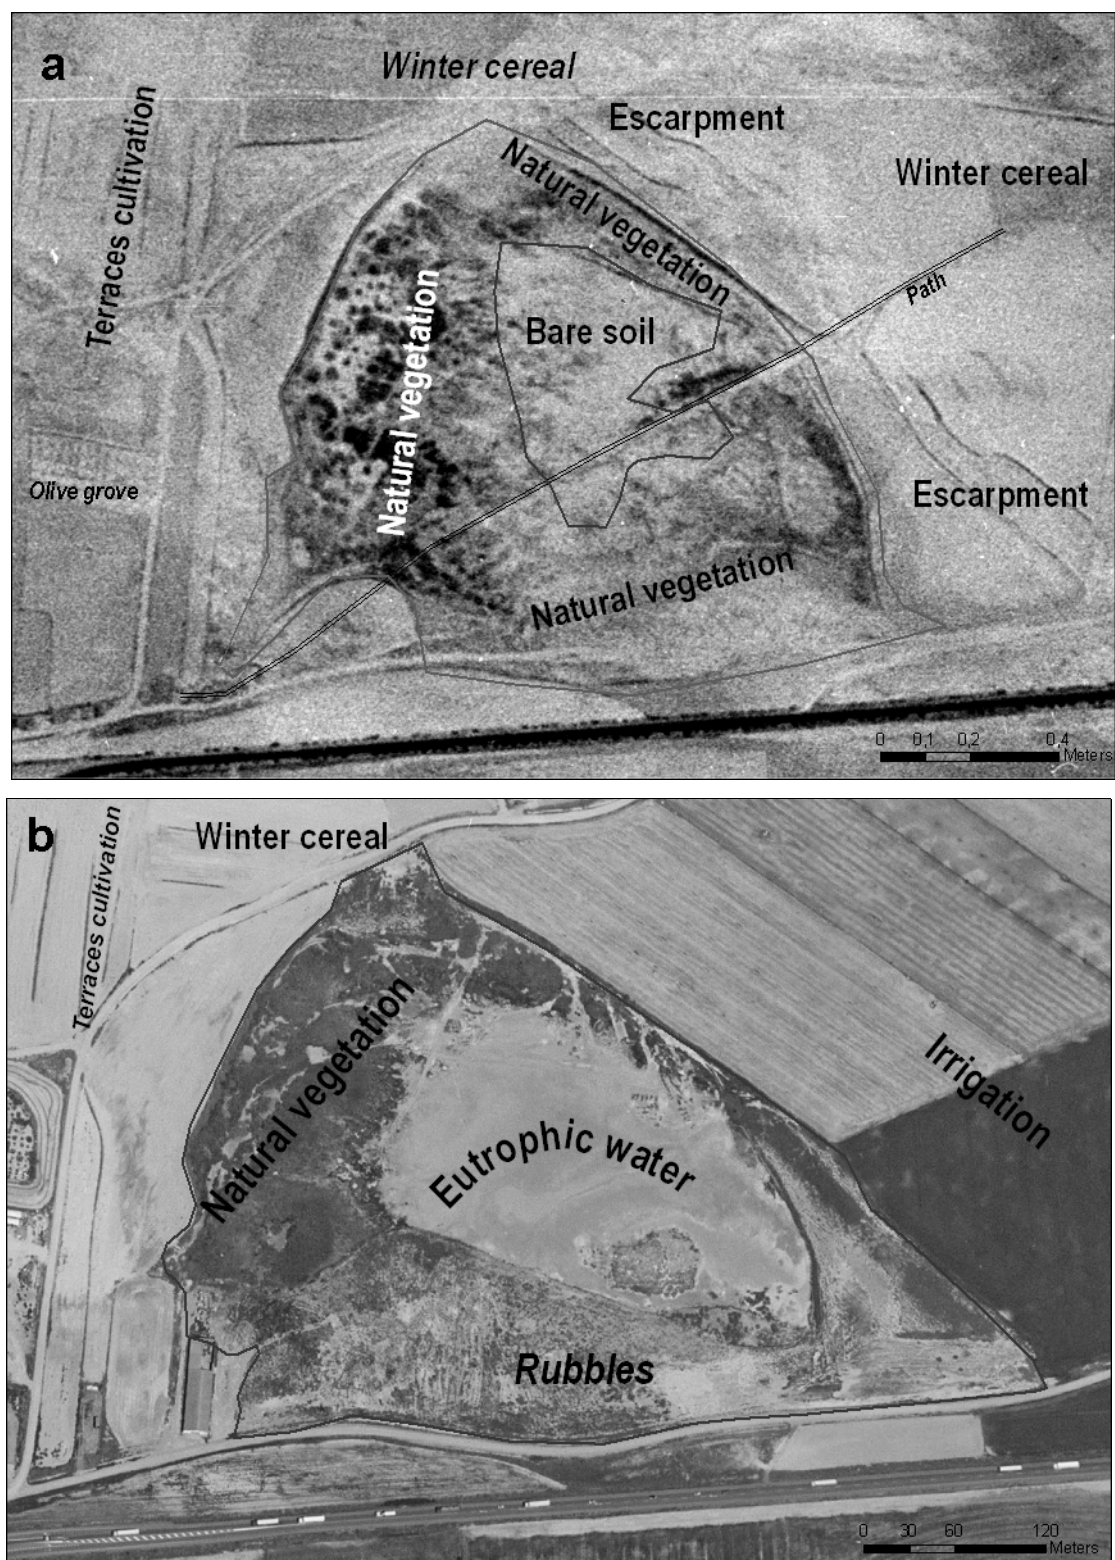 a
Winter cereal
Escarpment
Terraces cultivation
Natural vegetation
Winter cereal
Path
Bare soil
Natural vegetation
Olive grove
Escarpment
Natural vegetation
0 0,1 0,2 0,4
Meters
b
Winter cereal
Terraces cultivation
Natural vegetation
Irrigation
Eutrophic water
Rubbles
0 30 60 120
Meters